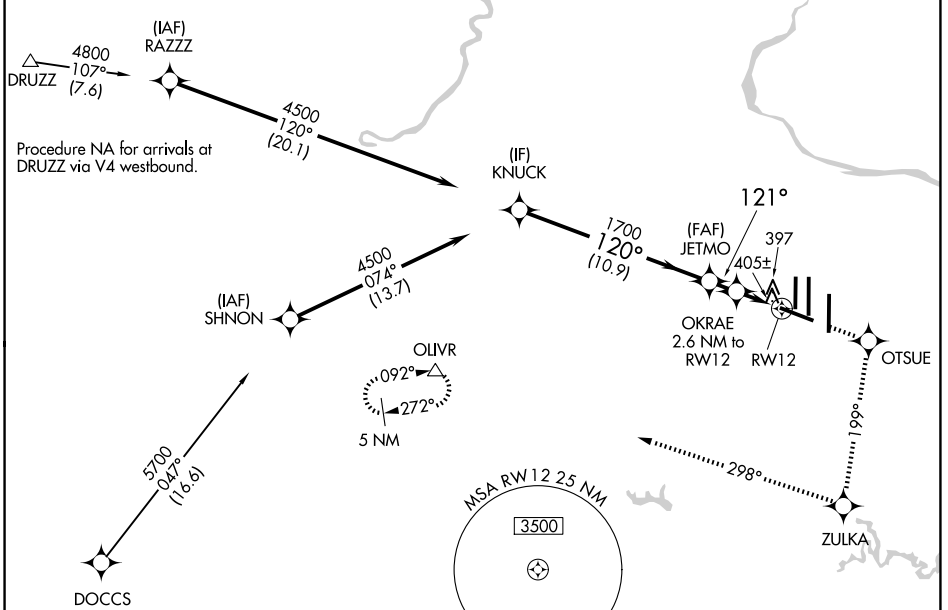 (IAF)
RAZZZ
4800
107°
(7.6)
DRUZZ
4500
120°
(20.1)
Procedure NA for arrivals at
DRUZZ via V4 westbound.
(IF)
KNUCK
121°
1700
120°
(10.9)
(FAF)
JETMO
397
405±
4500
074°
(13.7)
(IAF)
SHNON
OKRAE
2.6 NM to
RW12
RW12
OTSUE
OLIVR
092°
272°
5 NM
199°
5700
047°
(16.6)
298°
MSA RW12 25 NM
3500
ZULKA
DOCCS